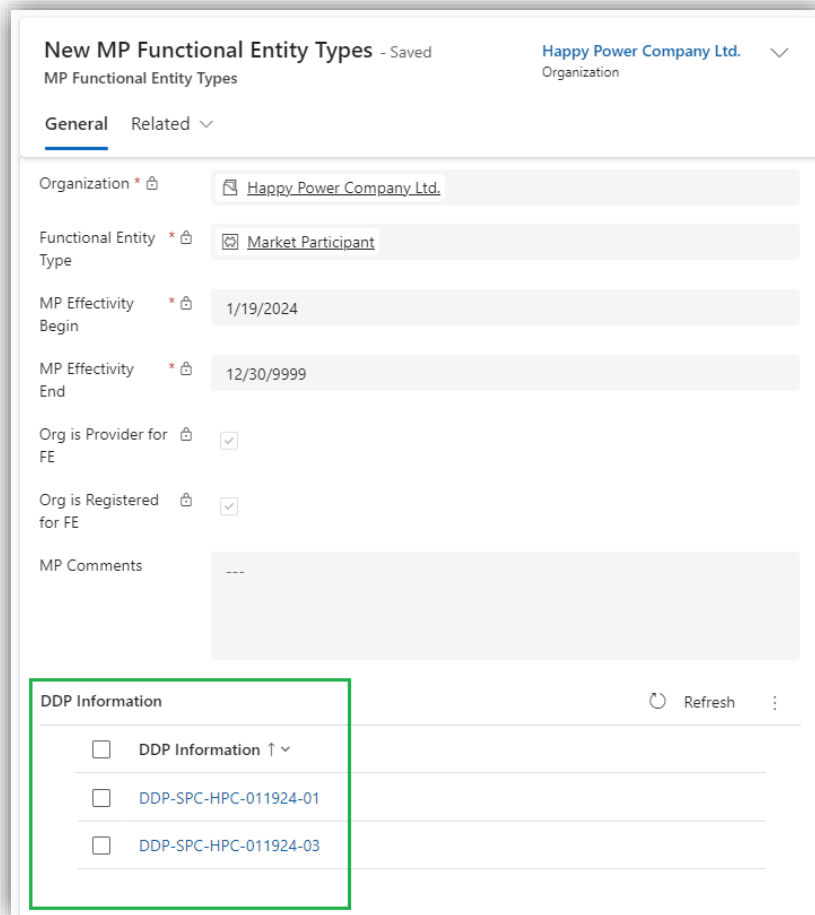 New MP Functional Entity Types - Saved
MP Functional Entity Types
Happy Power Company Ltd.
Organization
General Related
Organization *
Happy Power Company Ltd.
Functional Entity *
Type
Market Participant
MP Effectivity *
Begin
1/19/2024
MP Effectivity *
End
12/30/9999
Org is Provider for
FE
Org is Registered
for FE
MP Comments
---
DDP Information
Refresh
DDP Information ↑
DDP-SPC-HPC-011924-01
DDP-SPC-HPC-011924-03